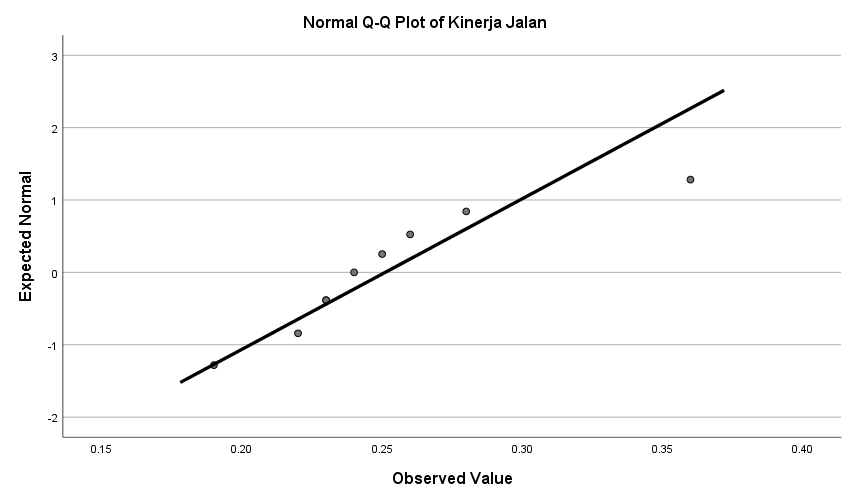 Normal Q-Q Plot of Kinerja Jalan
3
2
1
0
-1
-2
Expected Normal
0.15 0.20 0.25 0.30 0.35 0.40
Observed Value